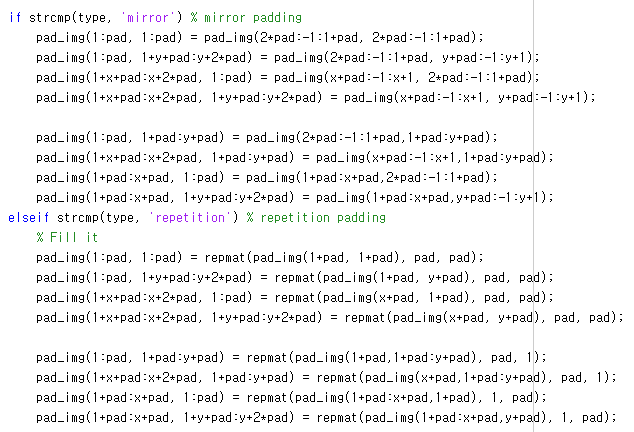 if strcmp(type, 'mirror') % mirror padding
pad_img(1:pad, 1:pad) = pad_img(2*pad:-1:1+pad, 2*pad:-1:1+pad);
pad_img(1:pad, 1+y+pad:y+2*pad) = pad_img(2*pad:-1:1+pad, y+pad:-1:y+1);
pad_img(1+x+pad:x+2*pad, 1:pad) = pad_img(x+pad:-1:x+1, 2*pad:-1:1+pad);
pad_img(1+x+pad:x+2*pad, 1+y+pad:y+2*pad) = pad_img(x+pad:-1:x+1, y+pad:-1:y+1);
pad_img(1:pad, 1+pad:y+pad) = pad_img(2*pad:-1:1+pad,1+pad:y+pad);
pad_img(1+x+pad:x+2*pad, 1+pad:y+pad) = pad_img(x+pad:-1:x+1,1+pad:y+pad);
pad_img(1+pad:x+pad, 1:pad) = pad_img(1+pad:x+pad,2*pad:-1:1+pad);
pad_img(1+pad:x+pad, 1+y+pad:y+2*pad) = pad_img(1+pad:x+pad,y+pad:-1:y+1);
elseif strcmp(type, 'repetition') % repetition padding
% Fill it
pad_img(1:pad, 1:pad) = repmat(pad_img(1+pad, 1+pad), pad, pad);
pad_img(1:pad, 1+y+pad:y+2*pad) = repmat(pad_img(1+pad, y+pad), pad, pad);
pad_img(1+x+pad:x+2*pad, 1:pad) = repmat(pad_img(x+pad, 1+pad), pad, pad);
pad_img(1+x+pad:x+2*pad, 1+y+pad:y+2*pad) = repmat(pad_img(x+pad, y+pad), pad, pad);
pad_img(1:pad, 1+pad:y+pad) = repmat(pad_img(1+pad,1+pad:y+pad), pad, 1);
pad_img(1+x+pad:x+2*pad, 1+pad:y+pad) = repmat(pad_img(x+pad,1+pad:y+pad), pad, 1);
pad_img(1+pad:x+pad, 1:pad) = repmat(pad_img(1+pad:x+pad,1+pad), 1, pad);
pad_img(1+pad:x+pad, 1+y+pad:y+2*pad) = repmat(pad_img(1+pad:x+pad,y+pad), 1, pad);